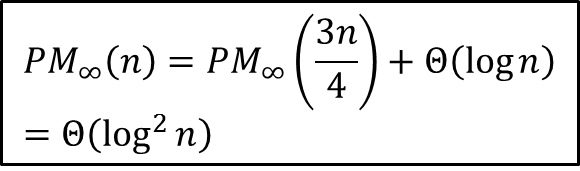 PM∞(n) = PM∞(3n/4) + Θ(log n)
= Θ(log² n)